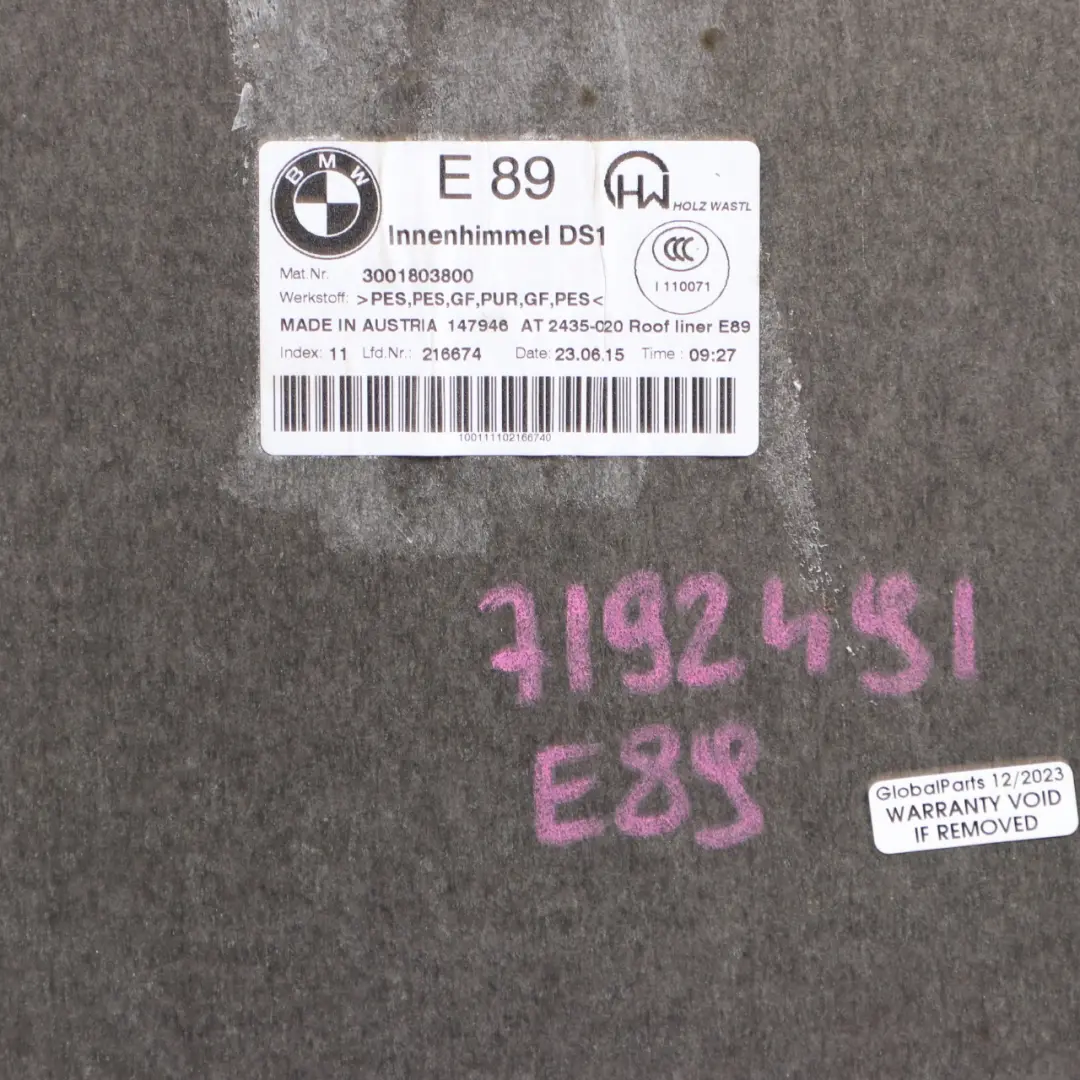 BMW
E 89
HW
HOLZ WASTL
Innenhimmel DS1
CCC
I 110071
Mat.Nr. 3001803800
Werkstoff: >PES,PES,GF,PUR,GF,PES<
MADE IN AUSTRIA 147946 AT 2435-020 Roof liner E89
Index: 11 Lfd.Nr.: 216674 Date: 23.06.15 Time : 09:27
100111102166740
7192491
E89
GlobalParts 12/2023
WARRANTY VOID
IF REMOVED